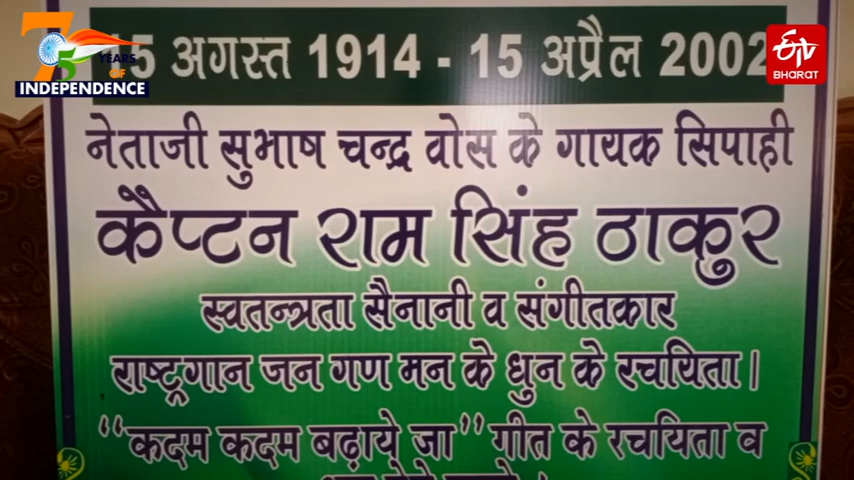 75 YEARS
OF
INDEPENDENCE
ETV
BHARAT
15 अगस्त 1914 - 15 अप्रैल 2002
नेताजी सुभाष चन्द्र वोस के गायक सिपाही
कैप्टन राम सिंह ठाकुर
स्वतन्त्रता सैनानी व संगीतकार
राष्ट्रगान जन गण मन के धुन के रचयिता।
“कदम कदम बढ़ाये जा” गीत के रचयिता व